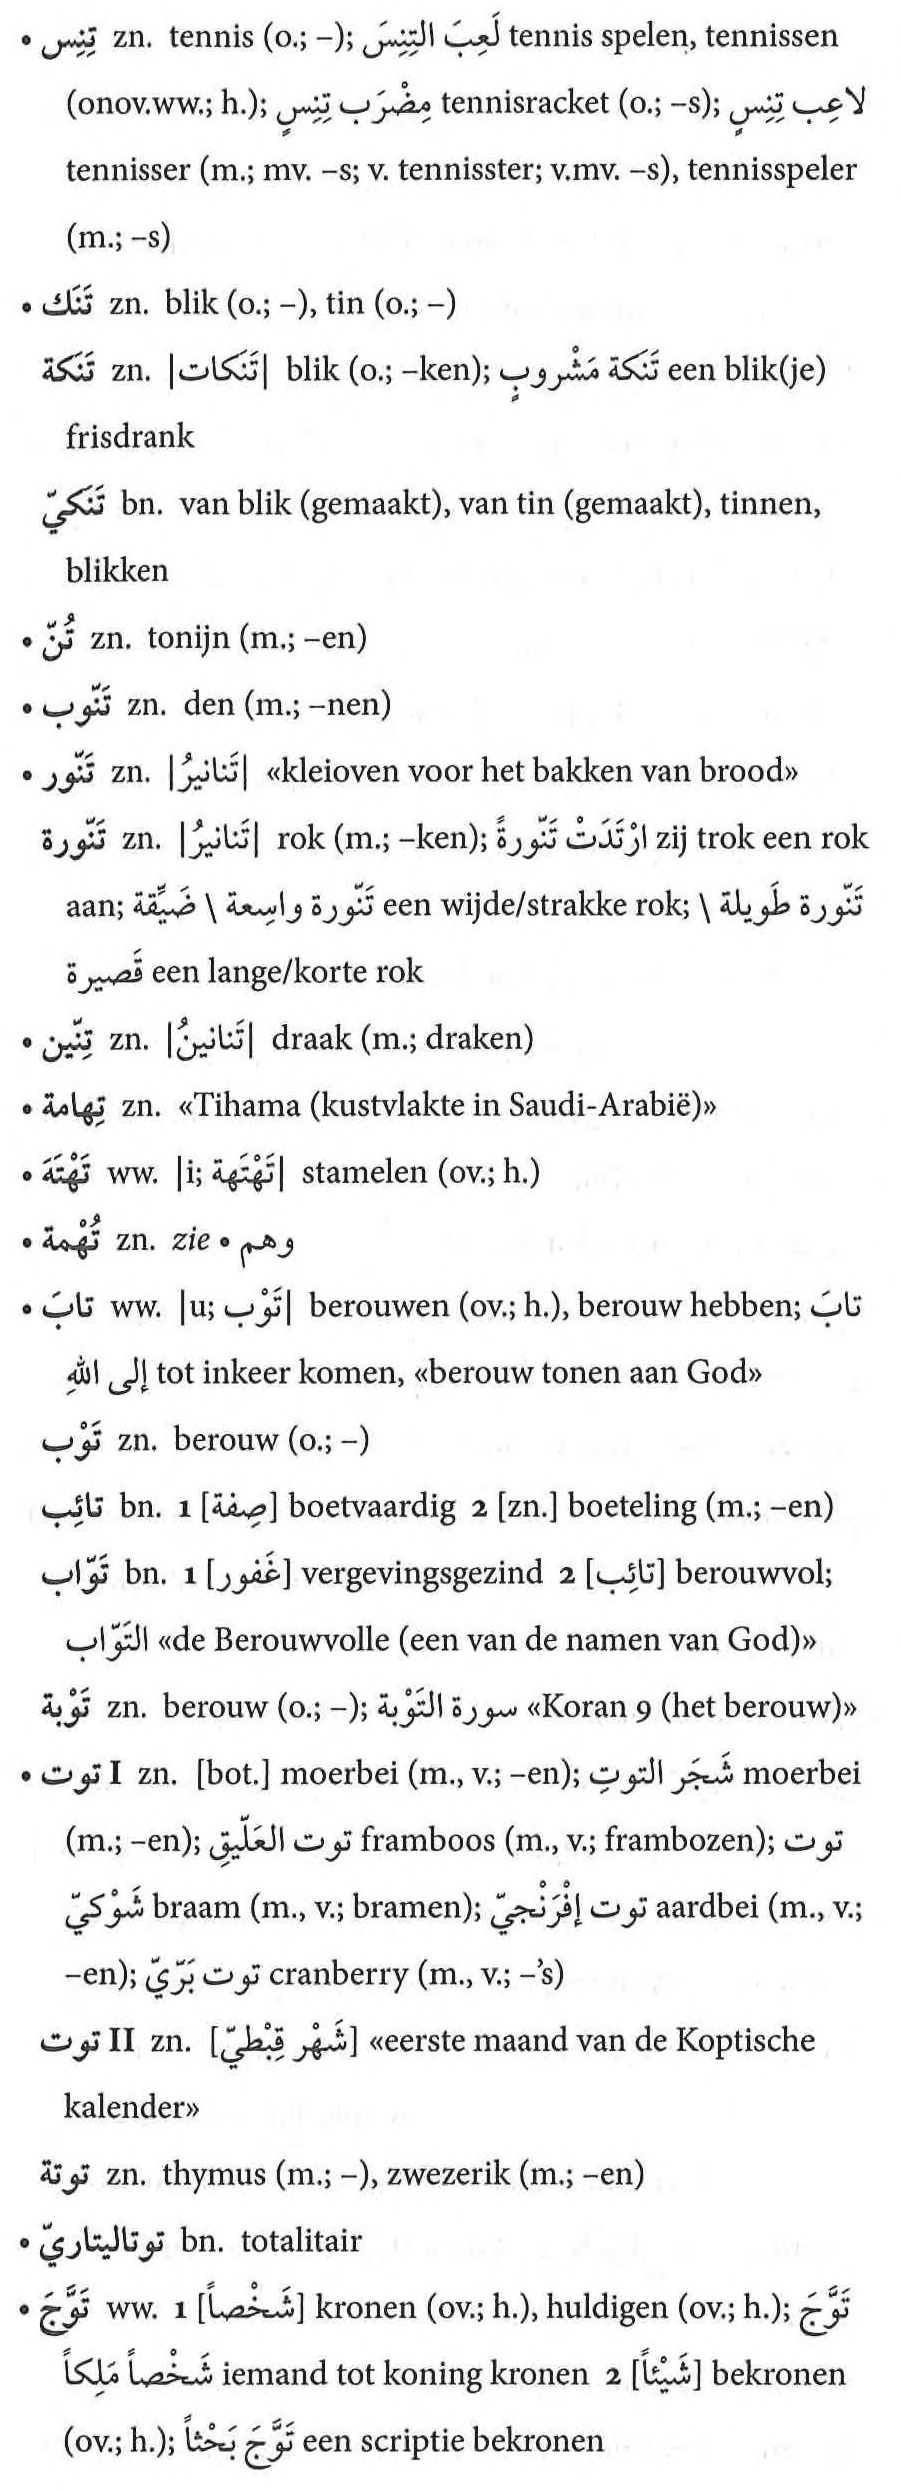 • تِنِس zn. tennis (o.; –); لَعِبَ التِنِسَ tennis spelen, tennissen
(onov.ww.; h.); مِضْرَب تِنِسٍ tennisracket (o.; –s); لاعِب تِنِسٍ
tennisser (m.; mv. –s; v. tennisster; v.mv. –s), tennisspeler
(m.; –s)
• تَنَك zn. blik (o.; –), tin (o.; –)
تَنَكة zn. |تَنَكات| blik (o.; –ken); تَنَكة مَشْروبٍ een blik(je)
frisdrank
تَنَكيّ bn. van blik (gemaakt), van tin (gemaakt), tinnen,
blikken
• تُنّ zn. tonijn (m.; –en)
• تَنّوب zn. den (m.; –nen)
• تَنّور zn. |تَنانيرُ| «kleioven voor het bakken van brood»
تَنّورة zn. |تَنانيرُ| rok (m.; –ken); ارْتَدَتْ تَنّورةً zij trok een rok
aan; تَنّورة واسِعة \ ضَيِّقة een wijde/strakke rok; تَنّورة طَويلة \
قَصيرة een lange/korte rok
• تِنّين zn. |تَنانينُ| draak (m.; draken)
• تِهامة zn. «Tihama (kustvlakte in Saudi-Arabië)»
• تَهْتَهَ ww. |i; تَهْتَهة| stamelen (ov.; h.)
• تُهْمة zn. zie • وهم
• تابَ ww. |u; تَوْب| berouwen (ov.; h.), berouw hebben; تابَ
إلى اللهِ tot inkeer komen, «berouw tonen aan God»
تَوْب zn. berouw (o.; –)
تائِب bn. 1 [صِفة] boetvaardig 2 [zn.] boeteling (m.; –en)
تَوّاب bn. 1 [غَفور] vergevingsgezind 2 [تائِب] berouwvol;
التَوّاب «de Berouwvolle (een van de namen van God)»
تَوْبة zn. berouw (o.; –); سورة التَوْبة «Koran 9 (het berouw)»
• توت I zn. [bot.] moerbei (m., v.; –en); شَجَر التوتِ moerbei
(m.; –en); توت العَلّيقِ framboos (m., v.; frambozen); توت
شَوْكيّ braam (m., v.; bramen); توت إفْرَنْجيّ aardbei (m., v.;
–en); توت بَرّيّ cranberry (m., v.; –’s)
توت II zn. [شَهْر قِبْطيّ] «eerste maand van de Koptische
kalender»
توتة zn. thymus (m.; –), zwezerik (m.; –en)
• توتاليتاريّ bn. totalitair
• تَوَّجَ ww. 1 [شَخْصاً] kronen (ov.; h.), huldigen (ov.; h.); تَوَّجَ
شَخْصاً مَلِكاً iemand tot koning kronen 2 [شَيْئاً] bekronen
(ov.; h.); تَوَّجَ بَحْثاً een scriptie bekronen